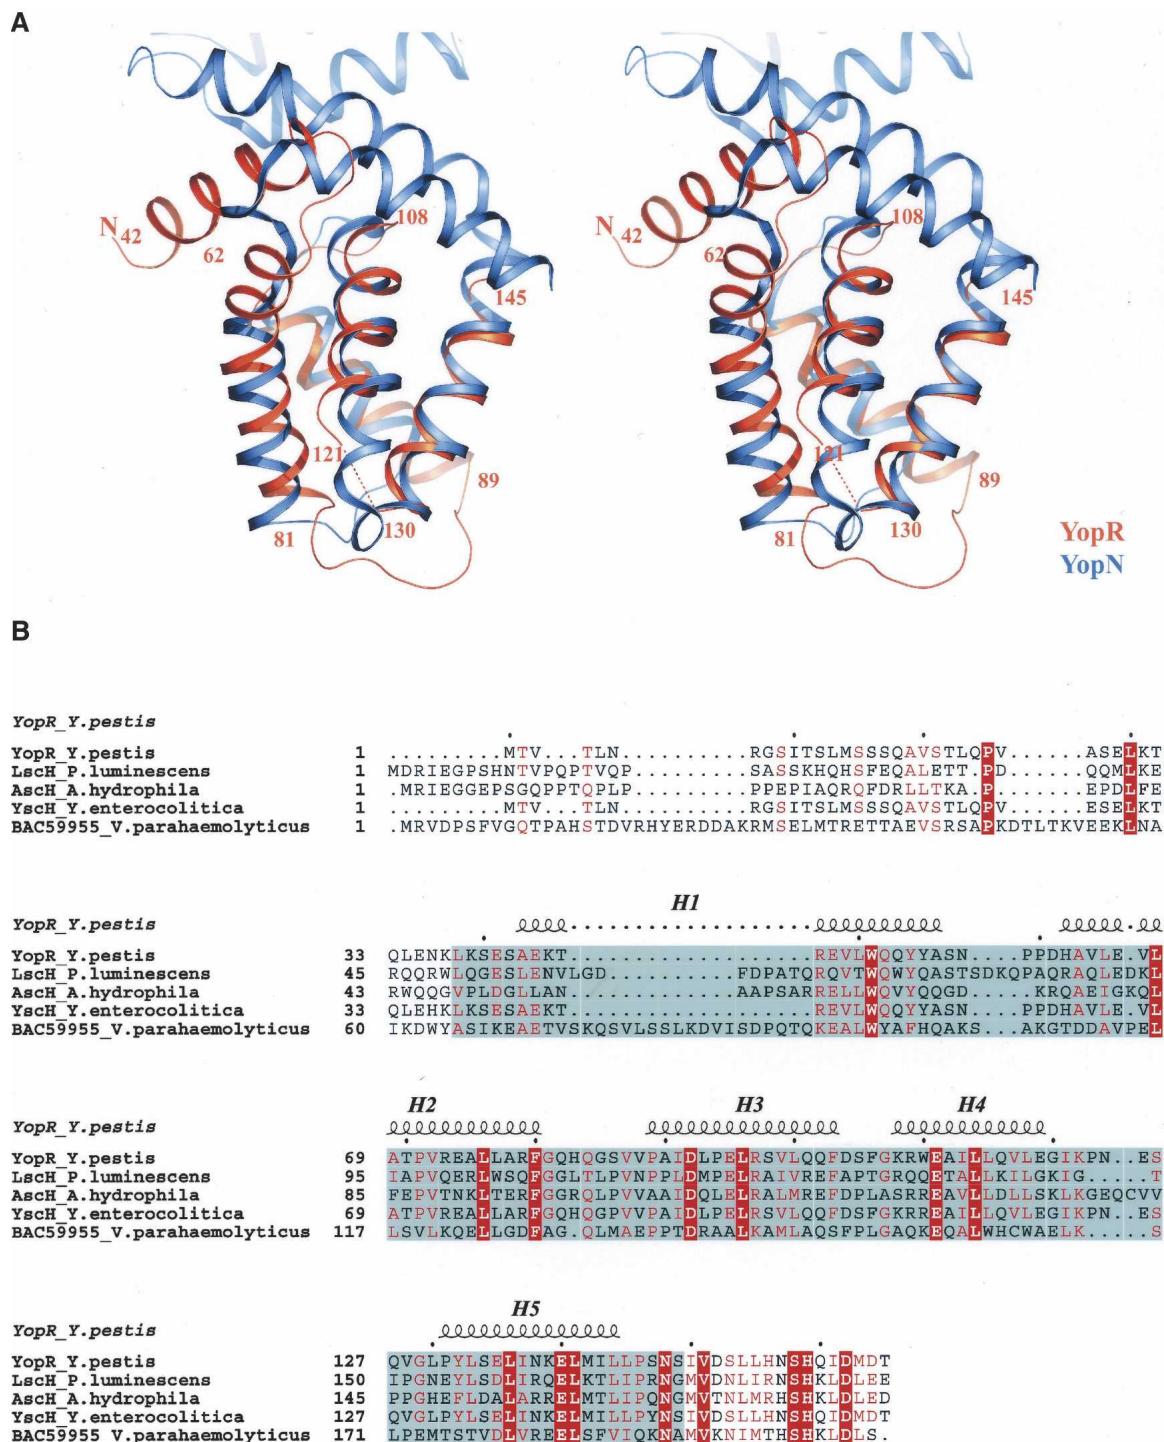 A
N 42
62
81
89
108
121
130
145
N 42
62
81
89
108
121
130
145
YopR
YopN
B
YopR_Y.pestis
YopR_Y.pestis 1 .........MTV...TLN..........RGSITSLMSSSQAVSTLQPV......ASELKT
LscH_P.luminescens 1 MDRIEGPSHNTVPQPTVQP.........SASSKHQHSFEQALETT.PD......QQMLKE
AscH_A.hydrophila 1 .MRIEGGEPSGQPPTQPLP.........PPEPIAQRQFDRLLTKA.P.......EPDLFE
YscH_Y.enterocolitica 1 .........MTV...TLN..........RGSITSLMSSSQAVSTLQPV......ESELKT
BAC59955_V.parahaemolyticus 1 .MRVDPSFVGQTPAHSTDVRHYERDDAKRMSELMTRETTAEVSRSAPKDTLTKVEEKLNA
H1
YopR_Y.pestis
YopR_Y.pestis 33 QLENKLKSESAEKT...................REVLWQQYYASN....PPDHAVLE.VL
LscH_P.luminescens 45 RQQRWLQGESLENVLGD..........FDPATQRQVTWQWYQASTSDKQPAQRAQLEDKL
AscH_A.hydrophila 43 RWQQGVPLDGLLAN.............AAPSARRELLWQVYQQGD.....KRQAEIGKQL
YscH_Y.enterocolitica 33 QLEHKLKSESAEKT...................REVLWQQYYASN....PPDHAVLE.VL
BAC59955_V.parahaemolyticus 60 IKDWYASIKEAETVSKQSVLSSLKDVISDPQTQKEALWYAFHQAKS...AKGTDDAVPEL
H2 H3 H4
YopR_Y.pestis
YopR_Y.pestis 69 ATPVREALLARFGQHQGSVVPAIDLPELRSVLQQFDSFGKRWEAILLQVLEGIKPN..ES
LscH_P.luminescens 95 IAPVQERLWSQFGGLTLPVNPPLDMPELRAIVREFAPTGRQQETALLKILGKIG.....T
AscH_A.hydrophila 85 FEPVTNKLTERFGGRQLPVVAAIDQLELRALMREFDPLASRREAVLLDLLSKLKGEQCVV
YscH_Y.enterocolitica 69 ATPVREALLARFGQHQGPVVPAIDLPELRSVLQQFDSFGKRREAILLQVLEGIKPN..ES
BAC59955_V.parahaemolyticus 117 LSVLKQELLGDFAG.QLMAEPPTDRAALKAMLAQSFPLGAQKEQALWHCWAELK.....S
H5
YopR_Y.pestis
YopR_Y.pestis 127 QVGLPYLSELINKELMILLPSNSIVDSLLHNSHQIDMDT
LscH_P.luminescens 150 IPGNEYLSDLIRQELKTLIPRNGMVDNLIRNSHKLDLEE
AscH_A.hydrophila 145 PPGHEFLDALARRELMTLIPQNGMVTNLMRHSHKLDLED
YscH_Y.enterocolitica 127 QVGLPYLSELINKELMILLPYNSIVDSLLHNSHQIDMDT
BAC59955_V.parahaemolyticus 171 LPEMTSTVDLVREELSFVIQKNAMVKNIMTHSHKLDLS.